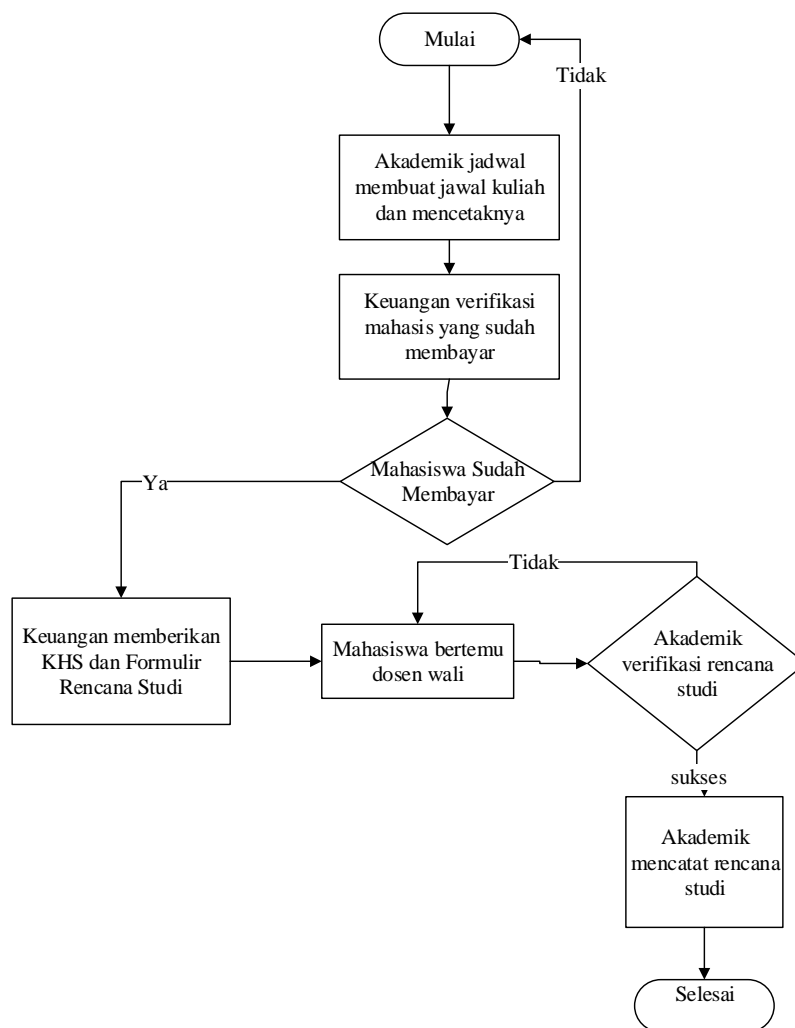 Mulai
Tidak
Akademik jadwal
membuat jawal kuliah
dan mencetaknya
Keuangan verifikasi
mahasis yang sudah
membayar
Mahasiswa Sudah
Membayar
Ya
Tidak
Keuangan memberikan
KHS dan Formulir
Rencana Studi
Mahasiswa bertemu
dosen wali
Akademik
verifikasi rencana
studi
sukses
Akademik
mencatat rencana
studi
Selesai